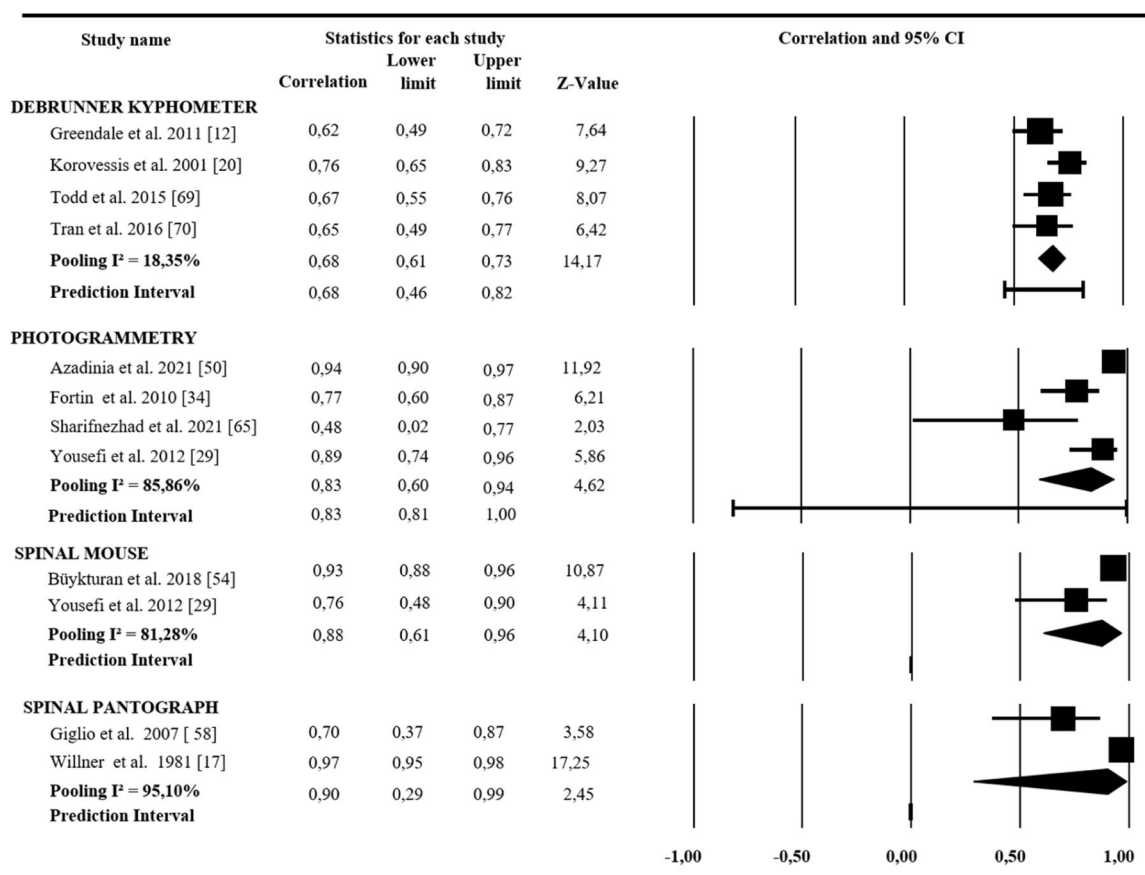 Study name Statistics for each study Correlation and 95% CI
Correlation Lower limit Upper limit Z-Value
DEBRUNNER KYPHOMETER
Greendale et al. 2011 [12] 0,62 0,49 0,72 7,64
Korovessis et al. 2001 [20] 0,76 0,65 0,83 9,27
Todd et al. 2015 [69] 0,67 0,55 0,76 8,07
Tran et al. 2016 [70] 0,65 0,49 0,77 6,42
Pooling I² = 18,35% 0,68 0,61 0,73 14,17
Prediction Interval 0,68 0,46 0,82
PHOTOGRAMMETRY
Azadinia et al. 2021 [50] 0,94 0,90 0,97 11,92
Fortin et al. 2010 [34] 0,77 0,60 0,87 6,21
Sharifnezhad et al. 2021 [65] 0,48 0,02 0,77 2,03
Yousefi et al. 2012 [29] 0,89 0,74 0,96 5,86
Pooling I² = 85,86% 0,83 0,60 0,94 4,62
Prediction Interval 0,83 0,81 1,00
SPINAL MOUSE
Büykturan et al. 2018 [54] 0,93 0,88 0,96 10,87
Yousefi et al. 2012 [29] 0,76 0,48 0,90 4,11
Pooling I² = 81,28% 0,88 0,61 0,96 4,10
Prediction Interval
SPINAL PANTOGRAPH
Giglio et al. 2007 [ 58] 0,70 0,37 0,87 3,58
Willner et al. 1981 [17] 0,97 0,95 0,98 17,25
Pooling I² = 95,10% 0,90 0,29 0,99 2,45
Prediction Interval
-1,00 -0,50 0,00 0,50 1,00